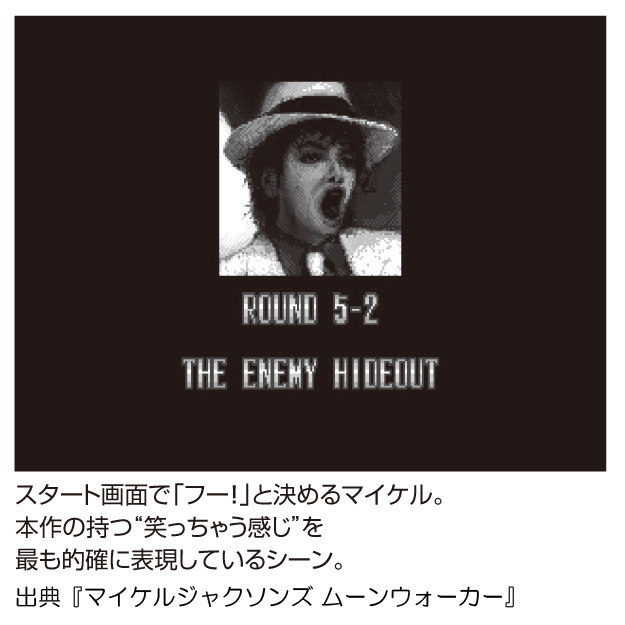 ROUND 5-2
THE ENEMY HIDEOUT
スタート画面で「フー!」と決めるマイケル。
本作の持つ“笑っちゃう感じ”を
最も的確に表現しているシーン。
出典『マイケルジャクソンズ ムーンウォーカー』